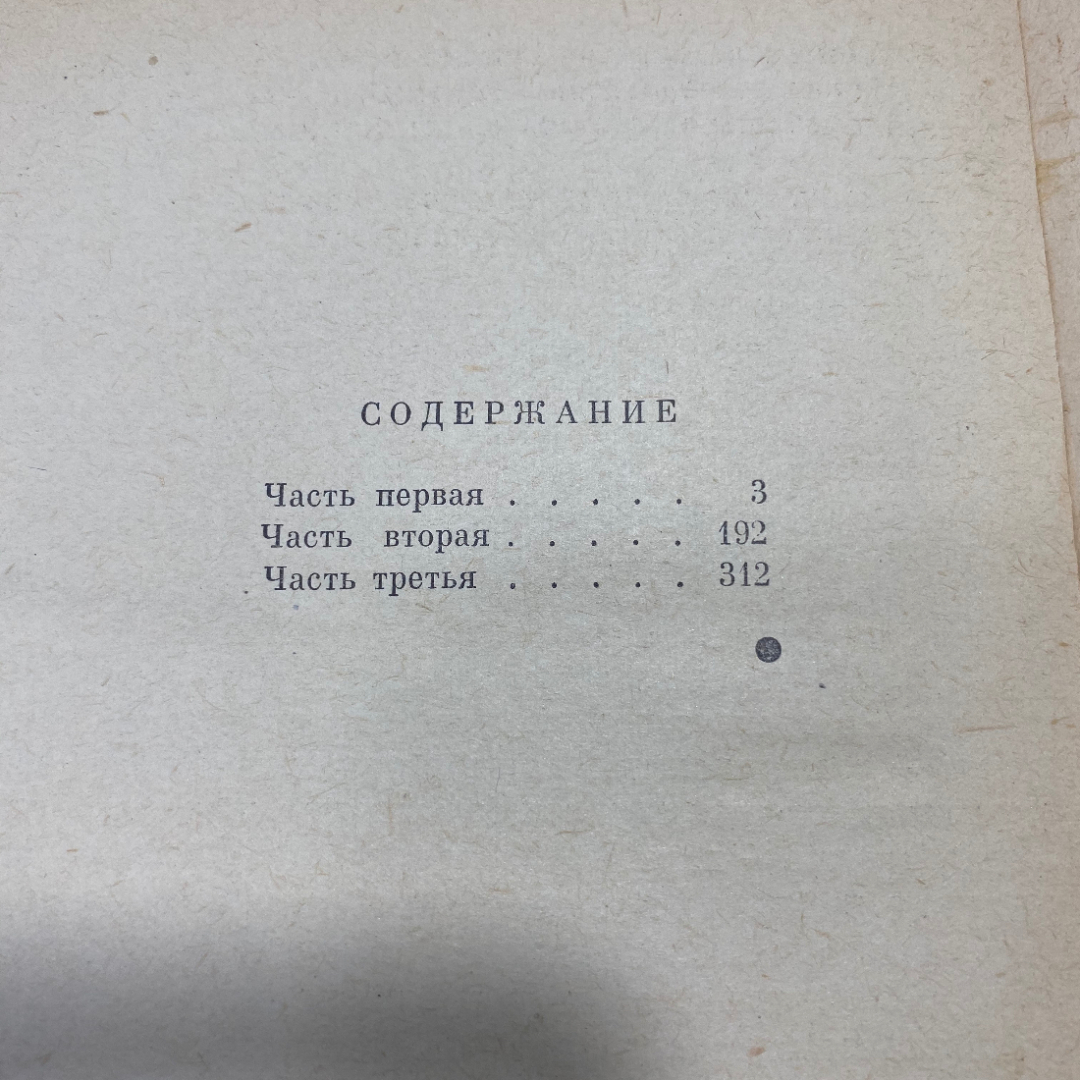 СОДЕРЖАНИЕ
Часть первая . . . . . 3
Часть вторая . . . . . 192
Часть третья . . . . . 312